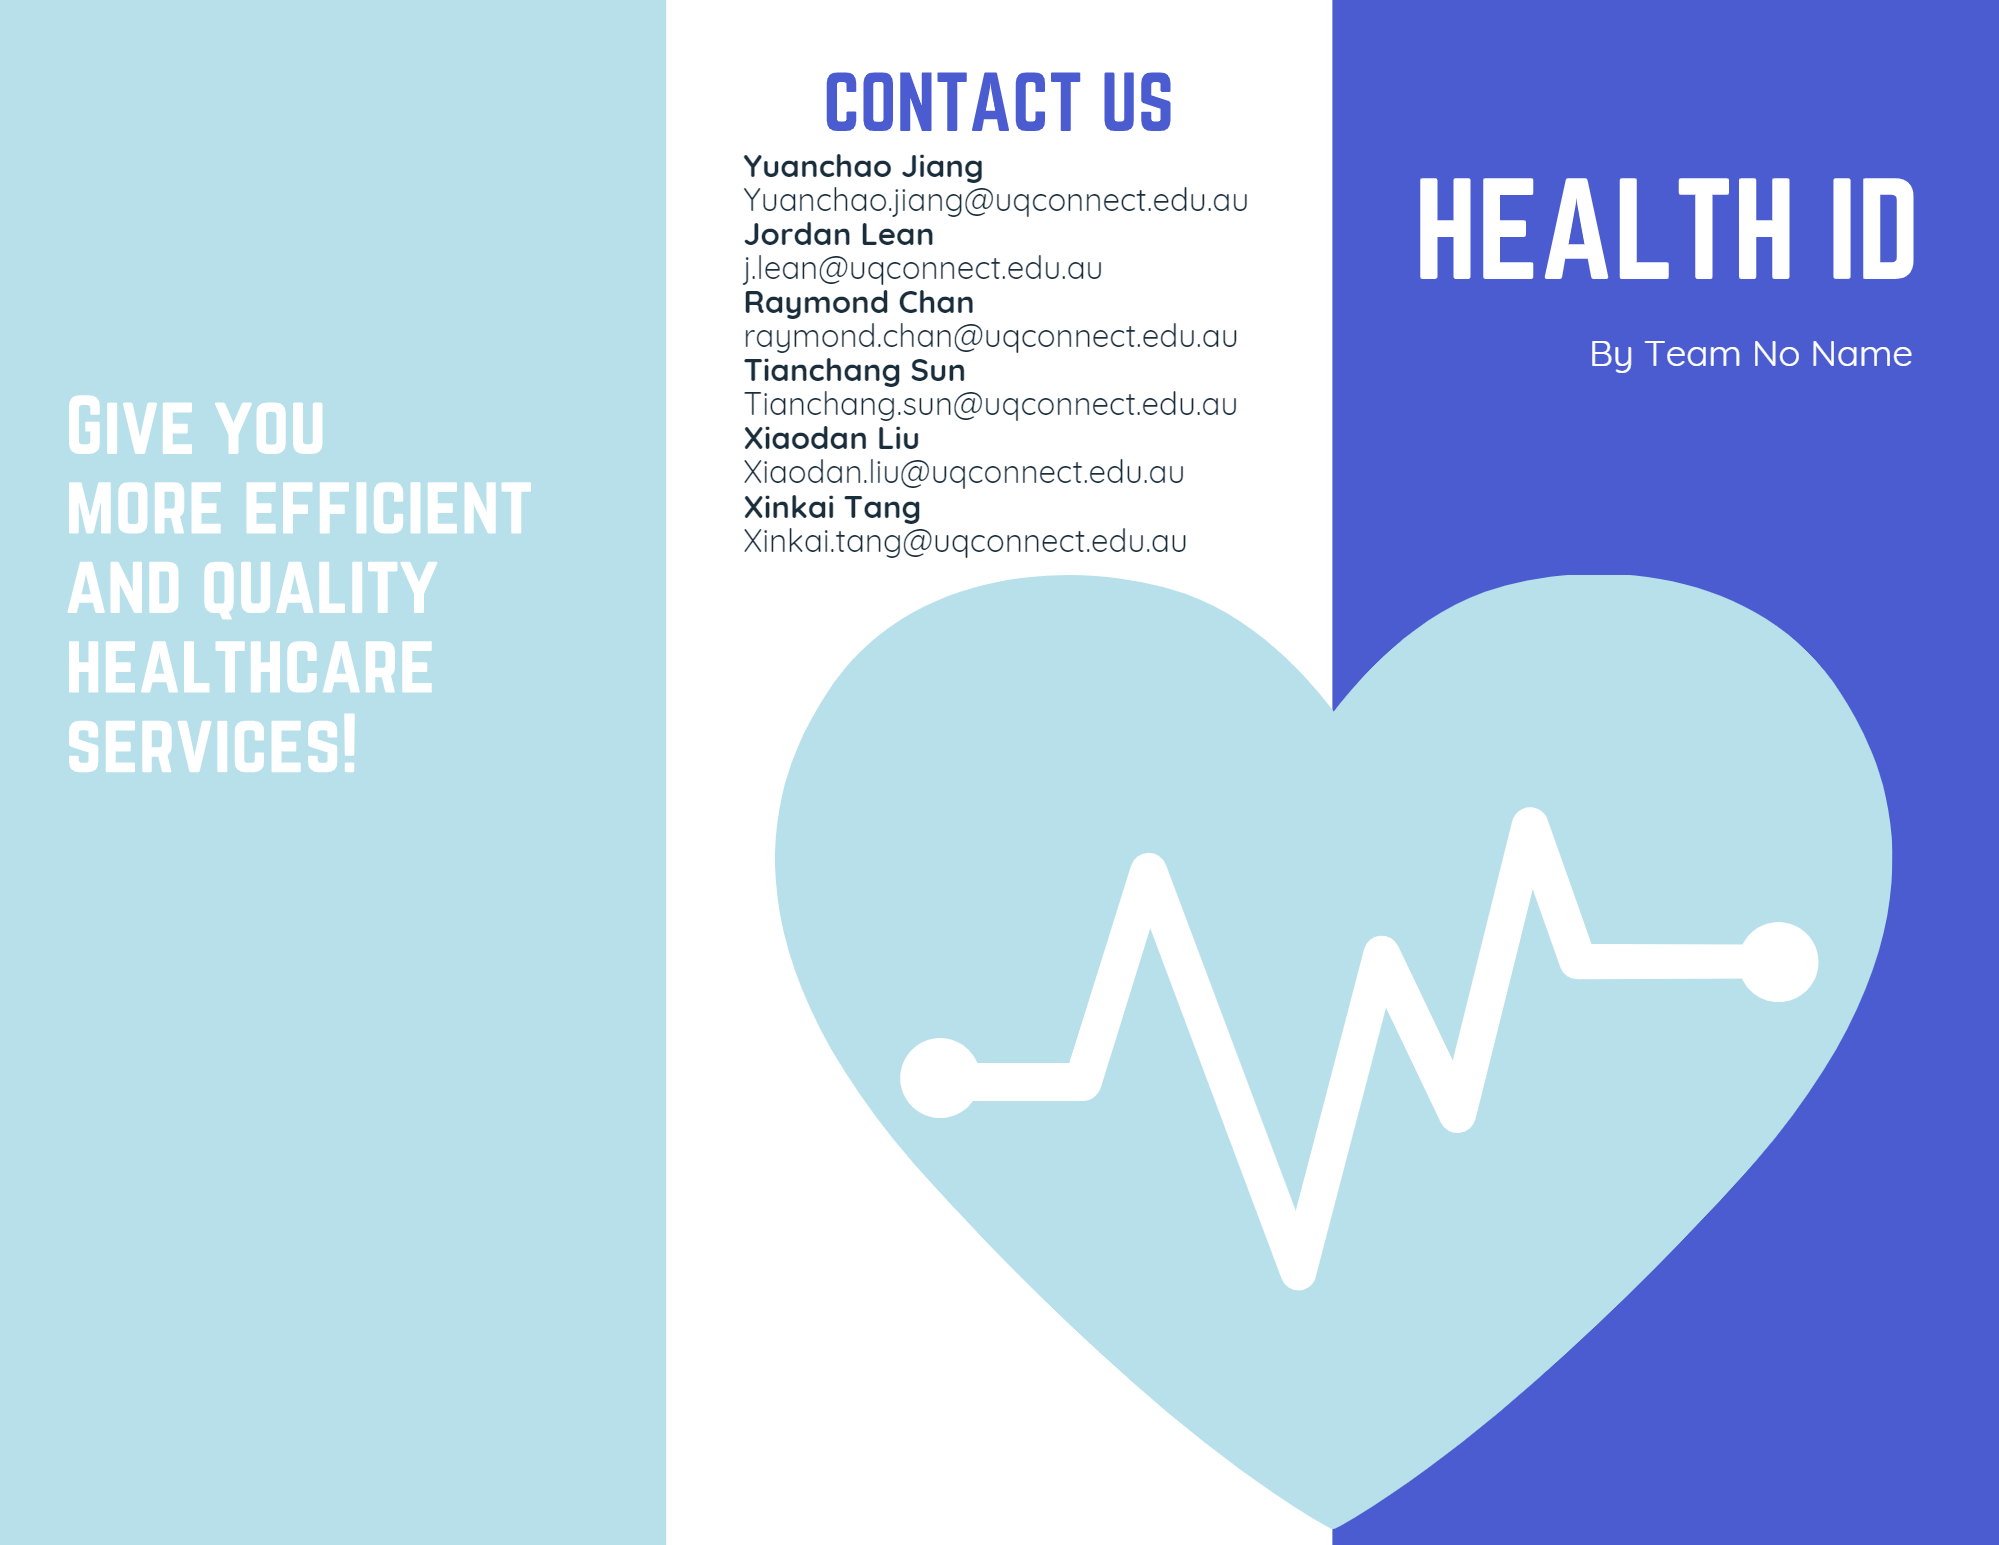 GIVE YOU
MORE EFFICIENT
AND QUALITY
HEALTHCARE
SERVICES!
CONTACT US
Yuanchao Jiang
Yuanchao.jiang@uqconnect.edu.au
Jordan Lean
j.lean@uqconnect.edu.au
Raymond Chan
raymond.chan@uqconnect.edu.au
Tianchang Sun
Tianchang.sun@uqconnect.edu.au
Xiaodan Liu
Xiaodan.liu@uqconnect.edu.au
Xinkai Tang
Xinkai.tang@uqconnect.edu.au
HEALTH ID
By Team No Name